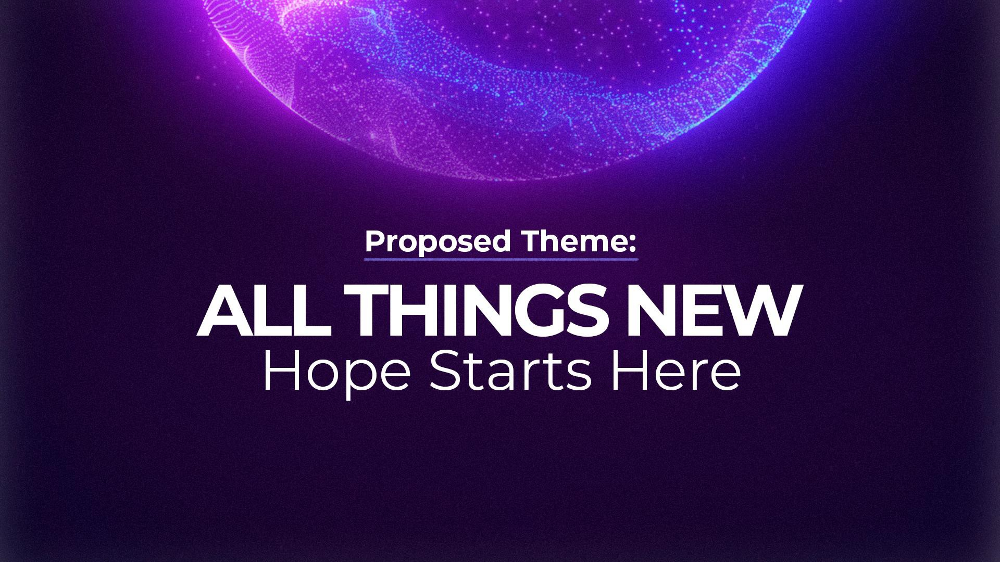 Proposed Theme:
ALL THINGS NEW
Hope Starts Here